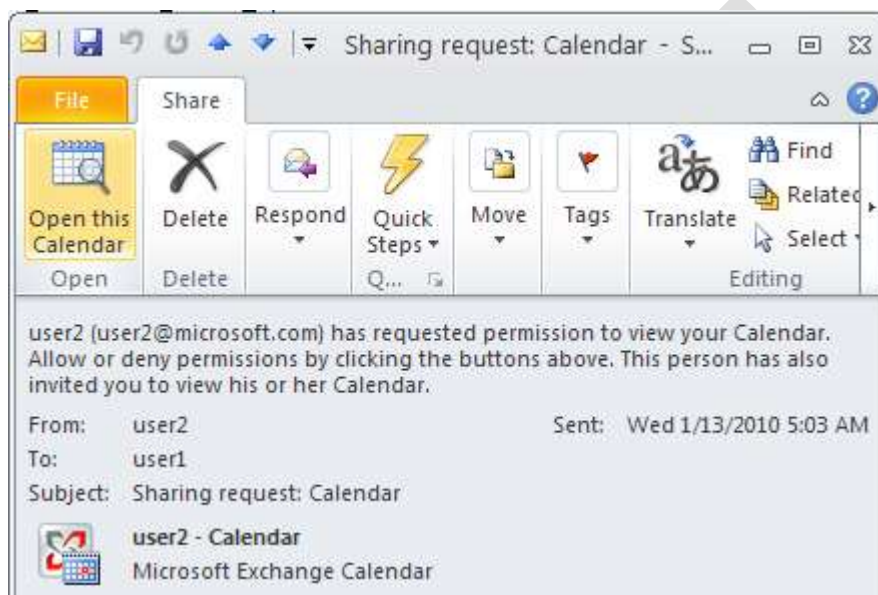 Sharing request: Calendar - S...
File Share
Open this Calendar
Delete
Respond
Quick Steps
Move
Tags
Translate
Find
Related
Select
Open Delete Q... Editing
user2 (user2@microsoft.com) has requested permission to view your Calendar.
Allow or deny permissions by clicking the buttons above. This person has also
invited you to view his or her Calendar.
From: user2 Sent: Wed 1/13/2010 5:03 AM
To: user1
Subject: Sharing request: Calendar
user2 - Calendar
Microsoft Exchange Calendar